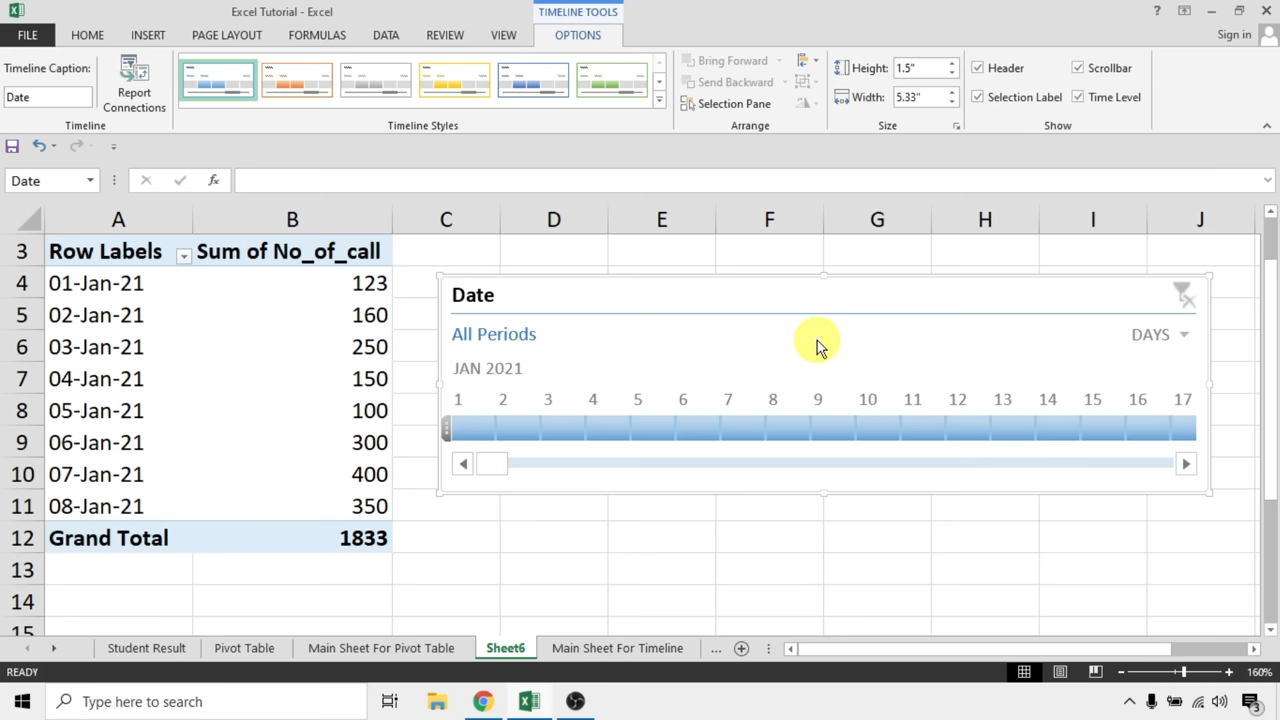 Excel Tutorial - Excel
TIMELINE TOOLS
?
FILE
HOME
INSERT
PAGE LAYOUT
FORMULAS
DATA
REVIEW
VIEW
OPTIONS
Sign in
Timeline Caption:
Date
Report
Connections
Timeline
Timeline Styles
Bring Forward
Send Backward
Selection Pane
Arrange
Height: 1.5"
Width: 5.33"
Size
Header
Scrollbar
Selection Label
Time Level
Show
Date
fx
A B C D E F G H I J
3 Row Labels Sum of No_of_call
4 01-Jan-21 123
5 02-Jan-21 160
6 03-Jan-21 250
7 04-Jan-21 150
8 05-Jan-21 100
9 06-Jan-21 300
10 07-Jan-21 400
11 08-Jan-21 350
12 Grand Total 1833
13
14
15
Date
All Periods
DAYS
JAN 2021
1 2 3 4 5 6 7 8 9 10 11 12 13 14 15 16 17
Student Result
Pivot Table
Main Sheet For Pivot Table
Sheet6
Main Sheet For Timeline
...
READY
160%
Type here to search
3